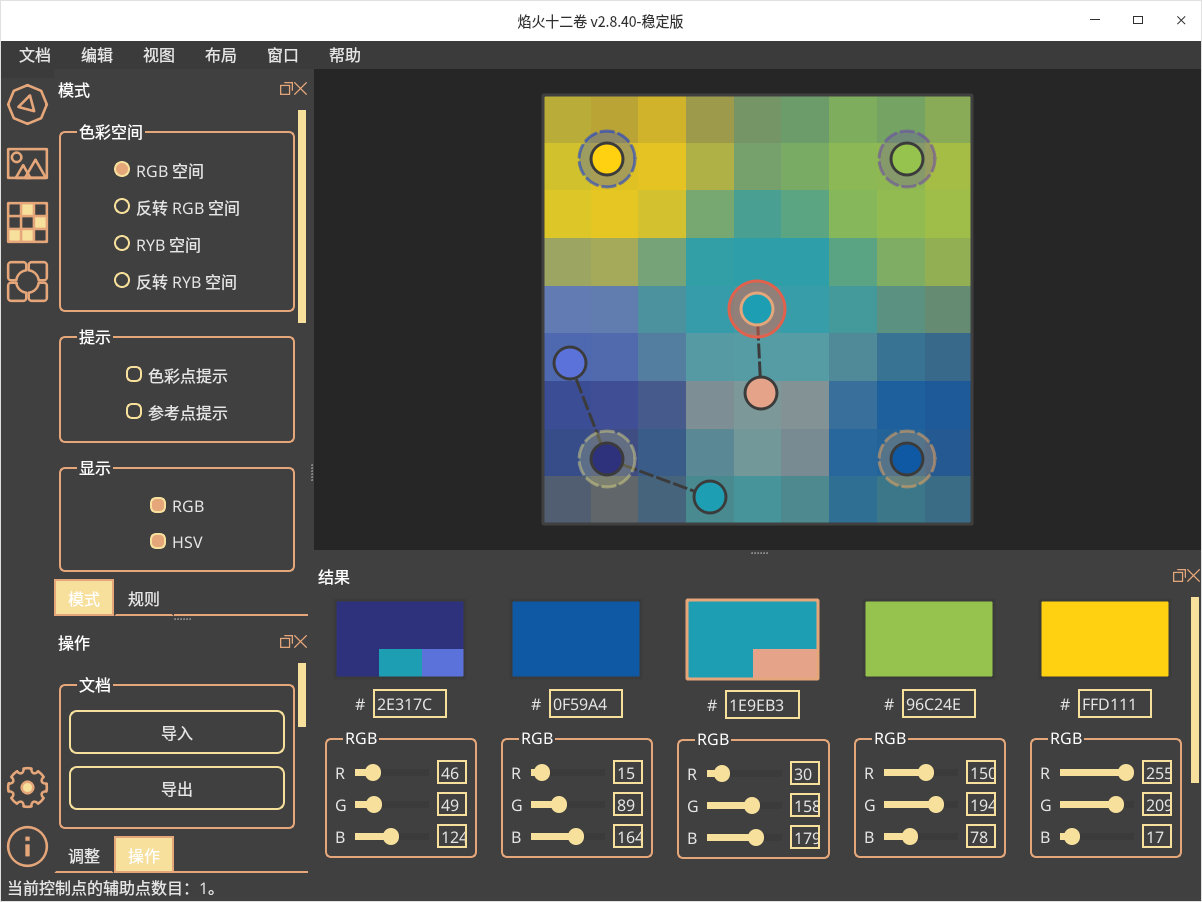 焰火十二卷 v2.8.40-稳定版
文档 编辑 视图 布局 窗口 帮助
模式
色彩空间
RGB 空间
反转 RGB 空间
RYB 空间
反转 RYB 空间
提示
色彩点提示
参考点提示
显示
RGB
HSV
模式 规则
操作
文档
导入
导出
调整 操作
结果
# 2E317C # 0F59A4 # 1E9EB3 # 96C24E # FFD111
RGB RGB RGB RGB RGB
R 46 R 15 R 30 R 150 R 255
G 49 G 89 G 158 G 194 G 209
B 124 B 164 B 179 B 78 B 17
当前控制点的辅助点数目：1。